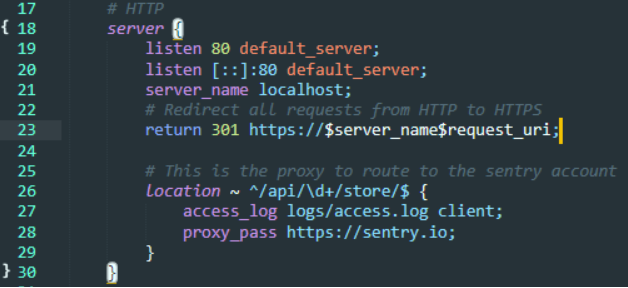 17 # HTTP
{ 18 server {
19 listen 80 default_server;
20 listen [::]:80 default_server;
21 server_name localhost;
22 # Redirect all requests from HTTP to HTTPS
23 return 301 https://$server_name$request_uri;
24
25 # This is the proxy to route to the sentry account
26 location ~ ^/api/\d+/store/$ {
27 access_log logs/access.log client;
28 proxy_pass https://sentry.io;
29 }
} 30 }